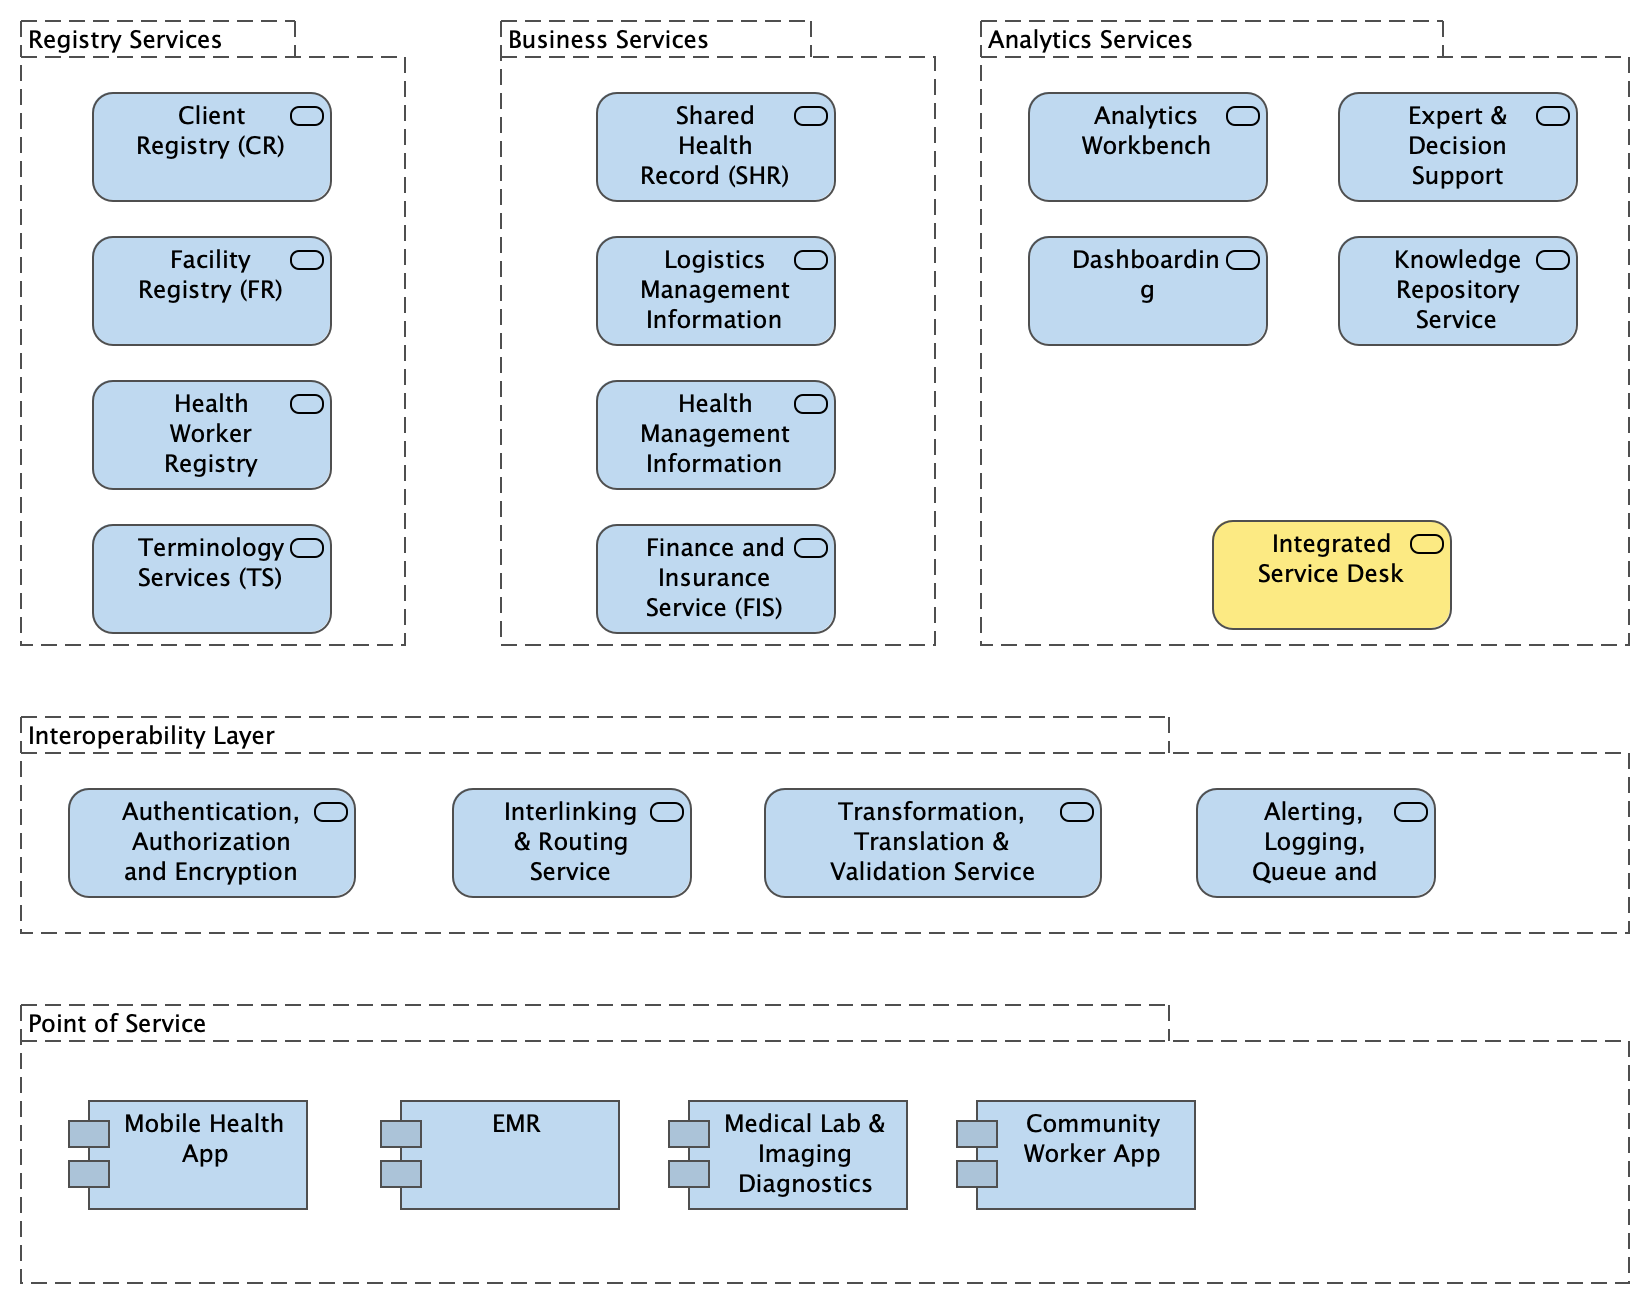 Registry Services
Client
Registry (CR)
Facility
Registry (FR)
Health
Worker
Registry
Terminology
Services (TS)
Business Services
Shared
Health
Record (SHR)
Logistics
Management
Information
Health
Management
Information
Finance and
Insurance
Service (FIS)
Analytics Services
Analytics
Workbench
Expert &
Decision
Support
Dashboardin
g
Knowledge
Repository
Service
Integrated
Service Desk
Interoperability Layer
Authentication,
Authorization
and Encryption
Interlinking
& Routing
Service
Transformation,
Translation &
Validation Service
Alerting,
Logging,
Queue and
Point of Service
Mobile Health
App
EMR
Medical Lab &
Imaging
Diagnostics
Community
Worker App